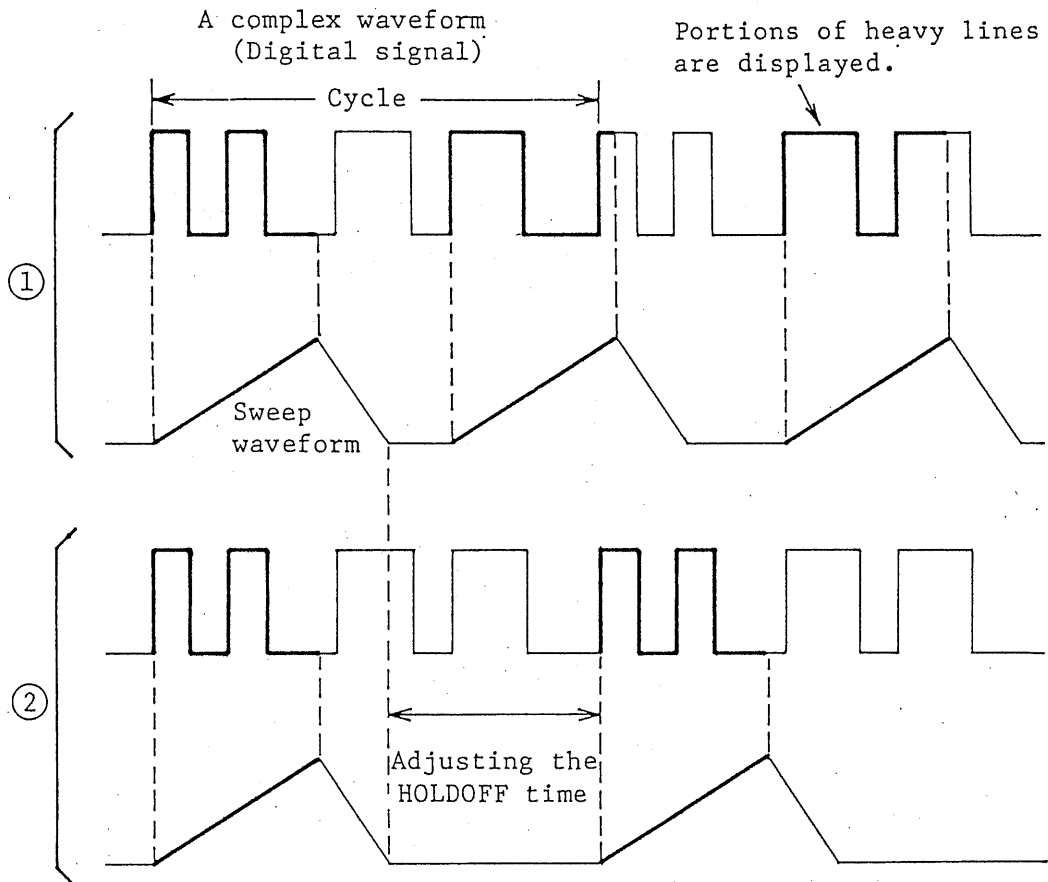 A complex waveform
(Digital signal)
Portions of heavy lines
are displayed.
Cycle
①
Sweep
waveform
②
Adjusting the
HOLDOFF time